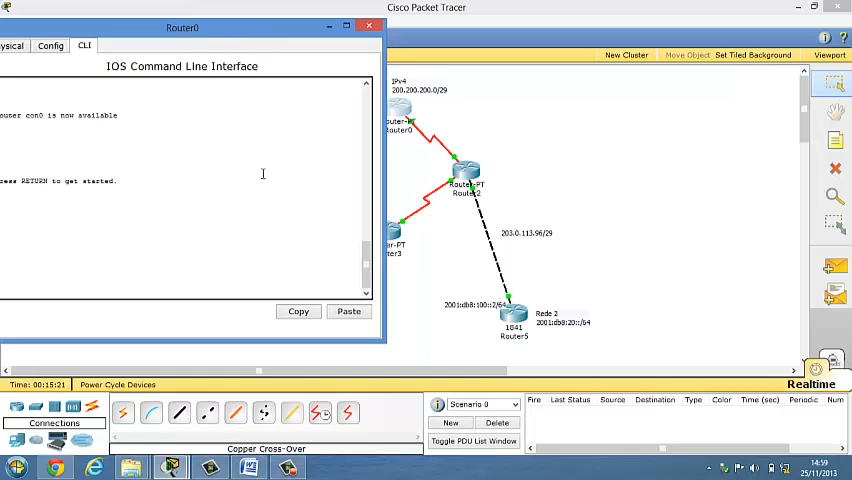 Cisco Packet Tracer
Router0
ysical
Config
CLI
IOS Command Line Interface
outer con0 is now available
ress RETURN to get started.
Copy
Paste
New Cluster
Move Object
Set Tiled Background
Viewport
IPv4
200.200.200.0/29
outer-PT
Router0
Router-PT
Router2
er-PT
ter3
203.0.113.96/29
2001:db8:100::2/64
Rede 2
2001:db8:20::/64
1841
Router5
Time: 00:15:21
Power Cycle Devices
Realtime
Connections
Copper Cross-Over
Scenario 0
New
Delete
Toggle PDU List Window
Fire
Last Status
Source
Destination
Type
Color
Time (sec)
Periodic
Num
14:59
25/11/2013